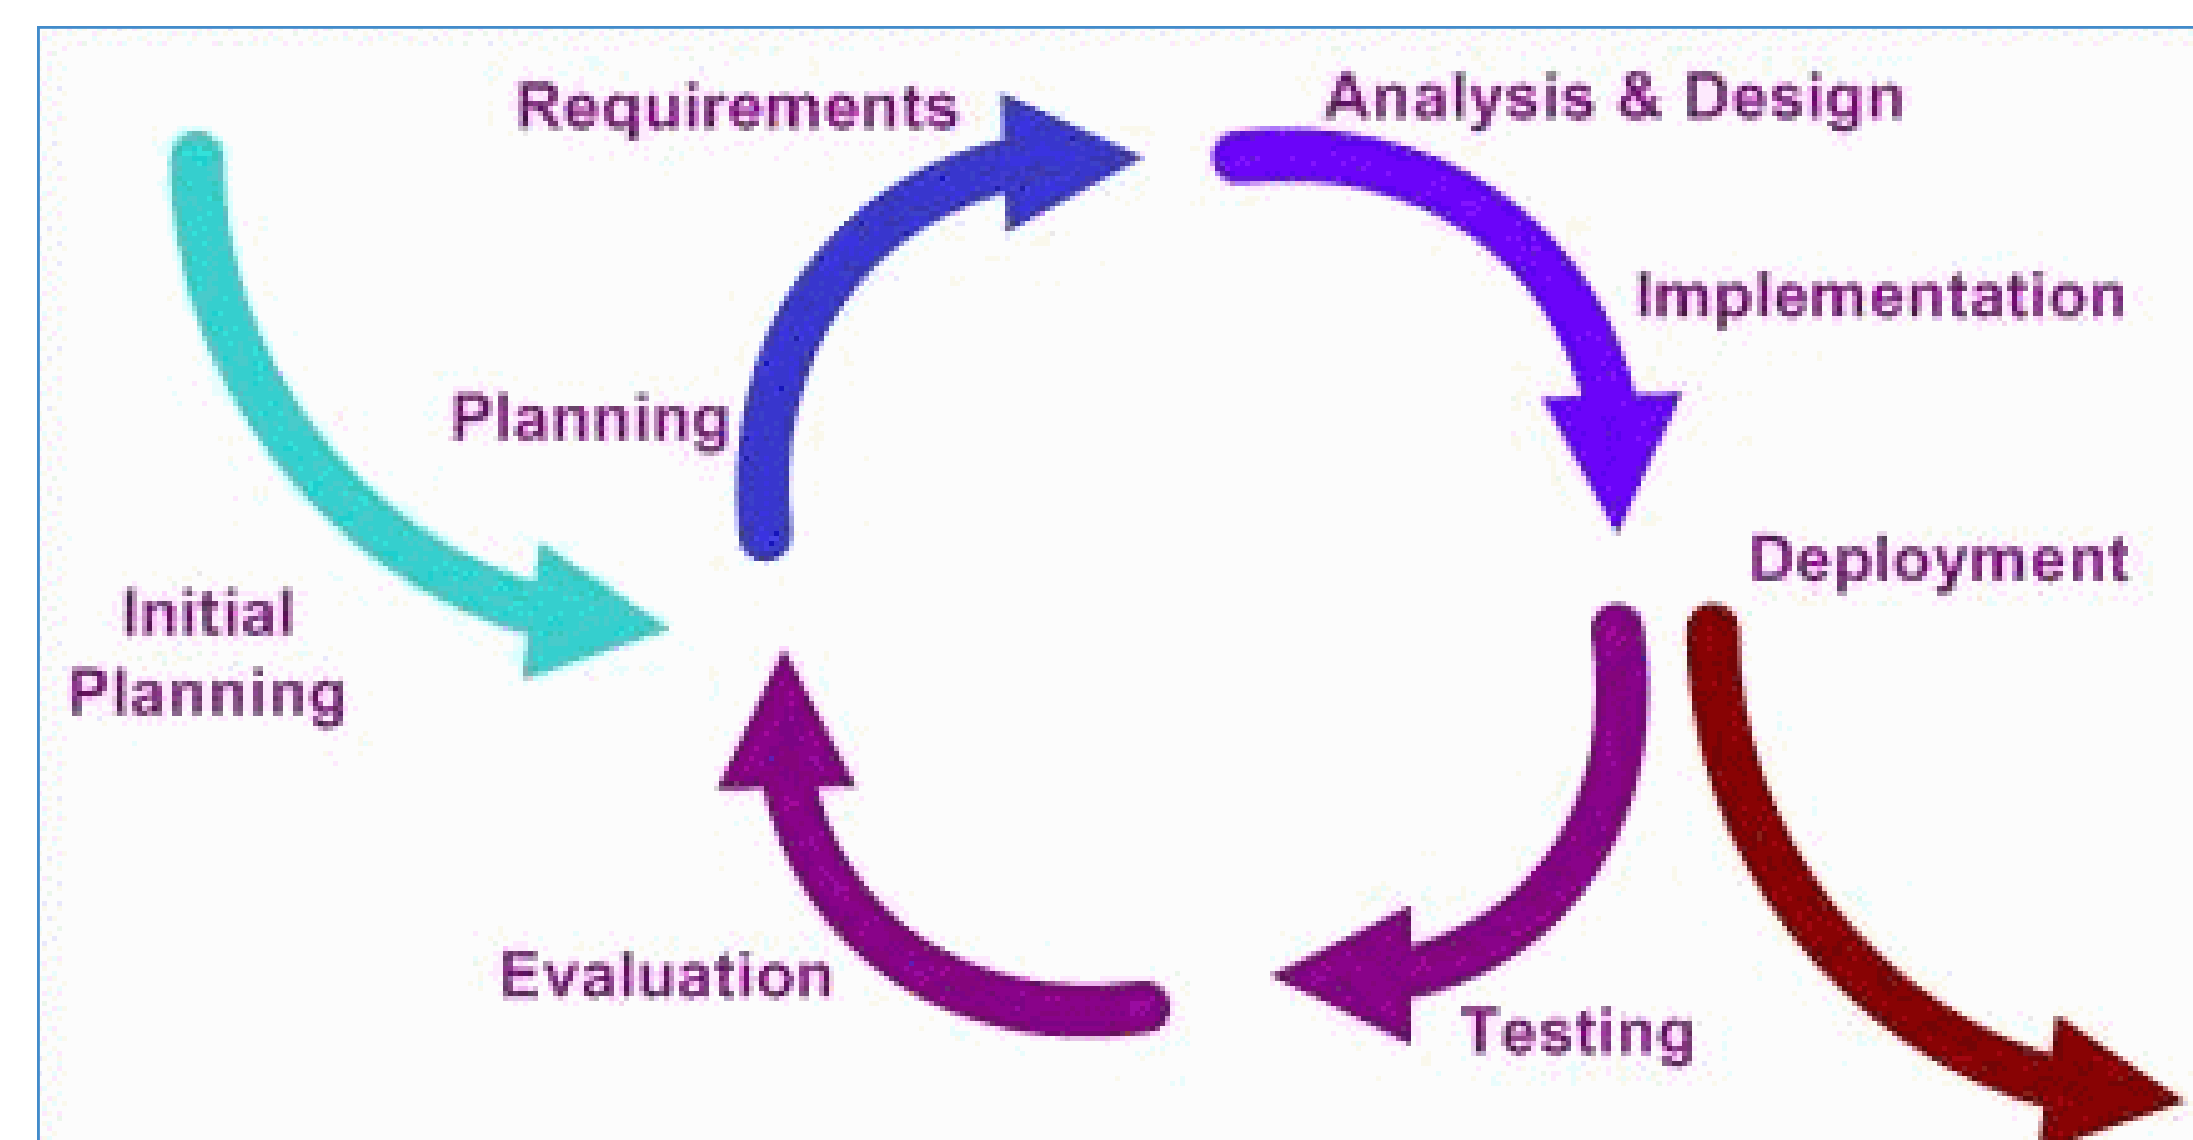 Requirements
Analysis & Design
Implementation
Planning
Deployment
Initial
Planning
Evaluation
Testing